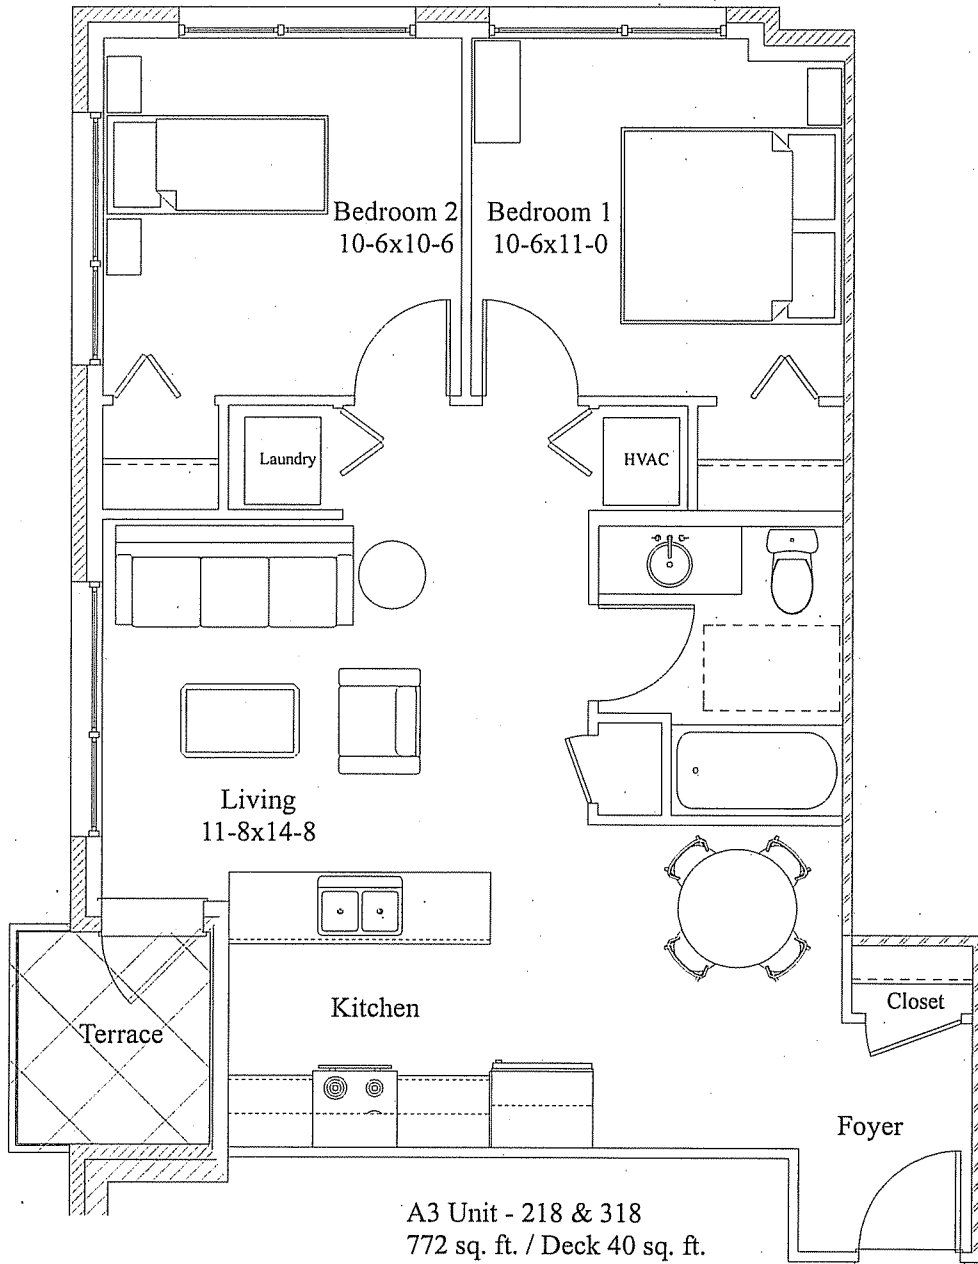 Bedroom 2
10-6x10-6
Bedroom 1
10-6x11-0
Laundry
HVAC
Living
11-8x14-8
Kitchen
Terrace
Closet
Foyer
A3 Unit - 218 & 318
772 sq. ft. / Deck 40 sq. ft.